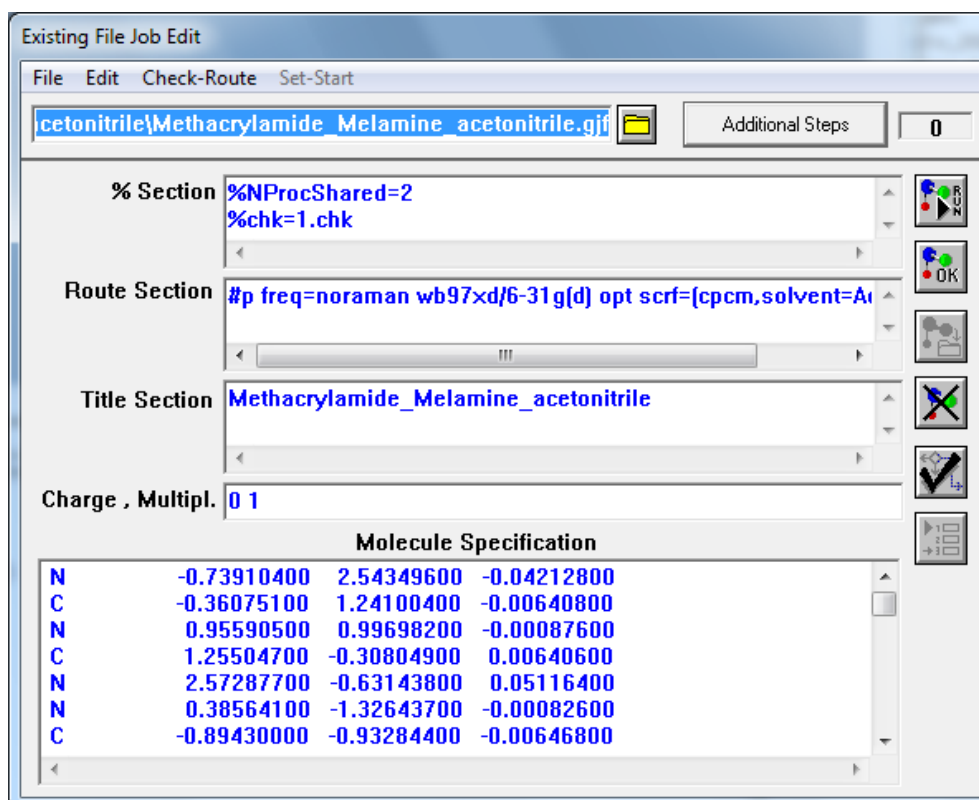 Existing File Job Edit
File Edit Check-Route Set-Start
cetonitrile\Methacrylamide_Melamine_acetonitrile.gjf Additional Steps 0
% Section %NProcShared=2
%chk=1.chk
RUN
OK
Route Section #p freq=noraman wb97xd/6-31g(d) opt scrf=(cpcm,solvent=A
Title Section Methacrylamide_Melamine_acetonitrile
Charge , Multipl. 0 1
Molecule Specification
N -0.73910400 2.54349600 -0.04212800
C -0.36075100 1.24100400 -0.00640800
N 0.95590500 0.99698200 -0.00087600
C 1.25504700 -0.30804900 0.00640600
N 2.57287700 -0.63143800 0.05116400
N 0.38564100 -1.32643700 -0.00082600
C -0.89430000 -0.93284400 -0.00646800